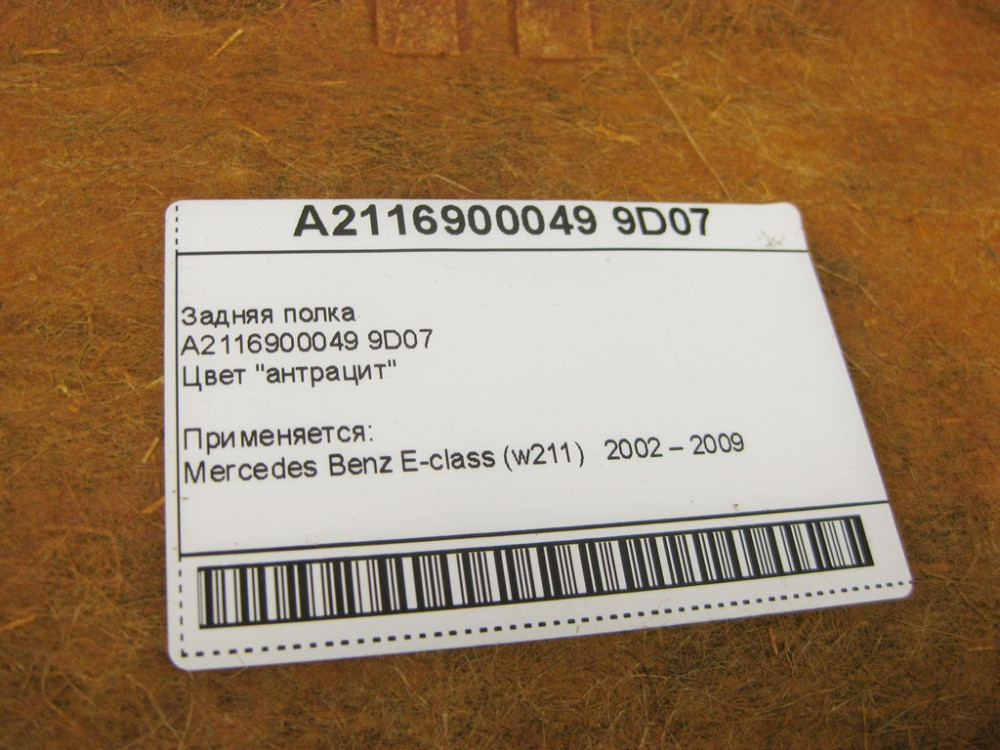 A2116900049 9D07
Задняя полка
A2116900049 9D07
Цвет "антрацит"
Применяется:
Mercedes Benz E-class (w211) 2002 – 2009